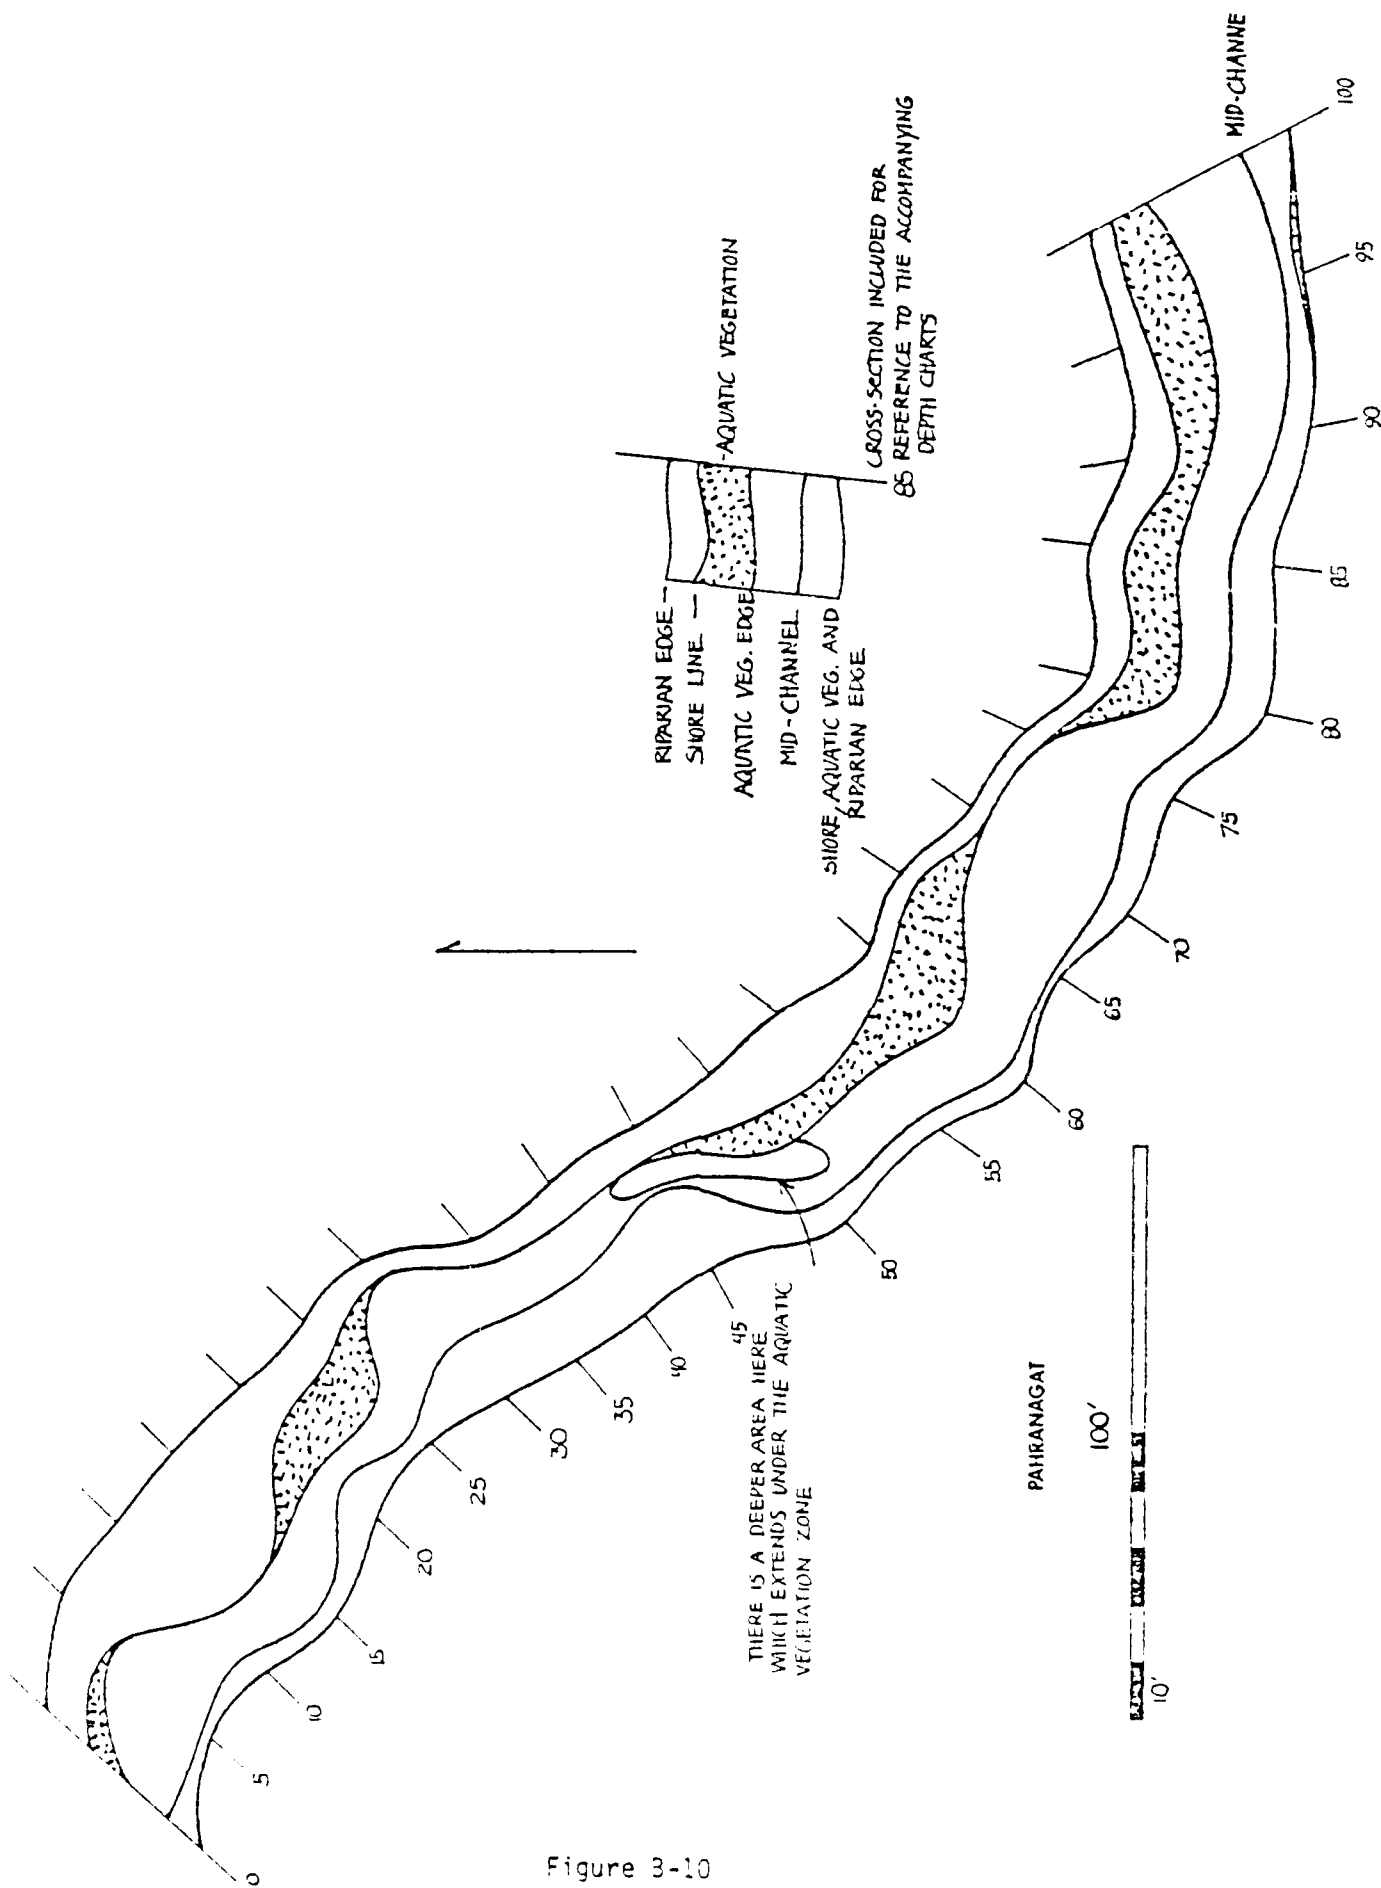 MID-CHANNE
100
95
90
85
80
75
70
65
60
55
50
45
40
35
30
25
20
15
10
5
0
RIPARIAN EDGE
SHORE LINE
AQUATIC VEG. EDGE
MID-CHANNEL
SHORE, AQUATIC VEG. AND
RIPARIAN EDGE
AQUATIC VEGETATION
CROSS-SECTION INCLUDED FOR
85 REFERENCE TO THE ACCOMPANYING
DEPTH CHARTS
THERE IS A DEEPER AREA HERE
WHICH EXTENDS UNDER THE AQUATIC
VEGETATION ZONE
PAHRANAGAT
100'
10'
Figure 3-10